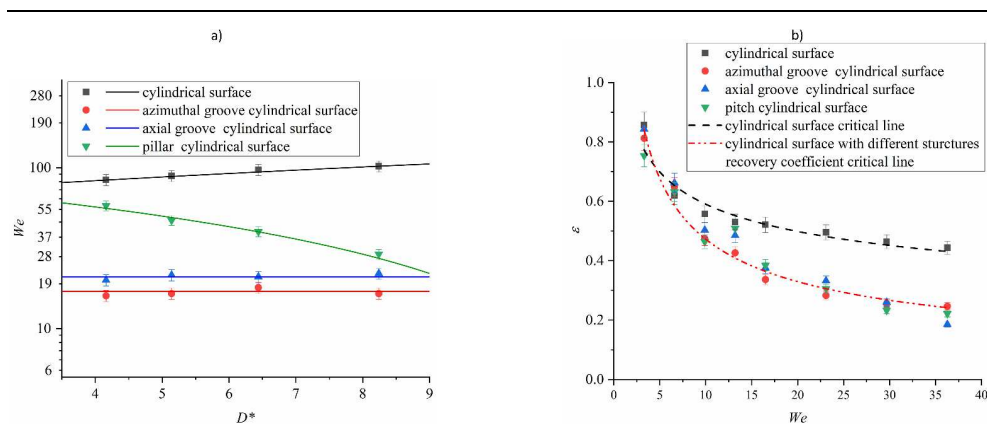 a)
280
190
100
55
37
28
19
10
6
We
cylindrical surface
azimuthal groove cylindrical surface
axial groove cylindrical surface
pillar cylindrical surface
4
5
6
7
8
9
D*
b)
1.0
0.8
0.6
0.4
0.2
0.0
ε
cylindrical surface
azimuthal groove cylindrical surface
axial groove cylindrical surface
pitch cylindrical surface
cylindrical surface critical line
cylindrical surface with different sturctures
recovery coefficient critical line
0
5
10
15
20
25
30
35
40
We